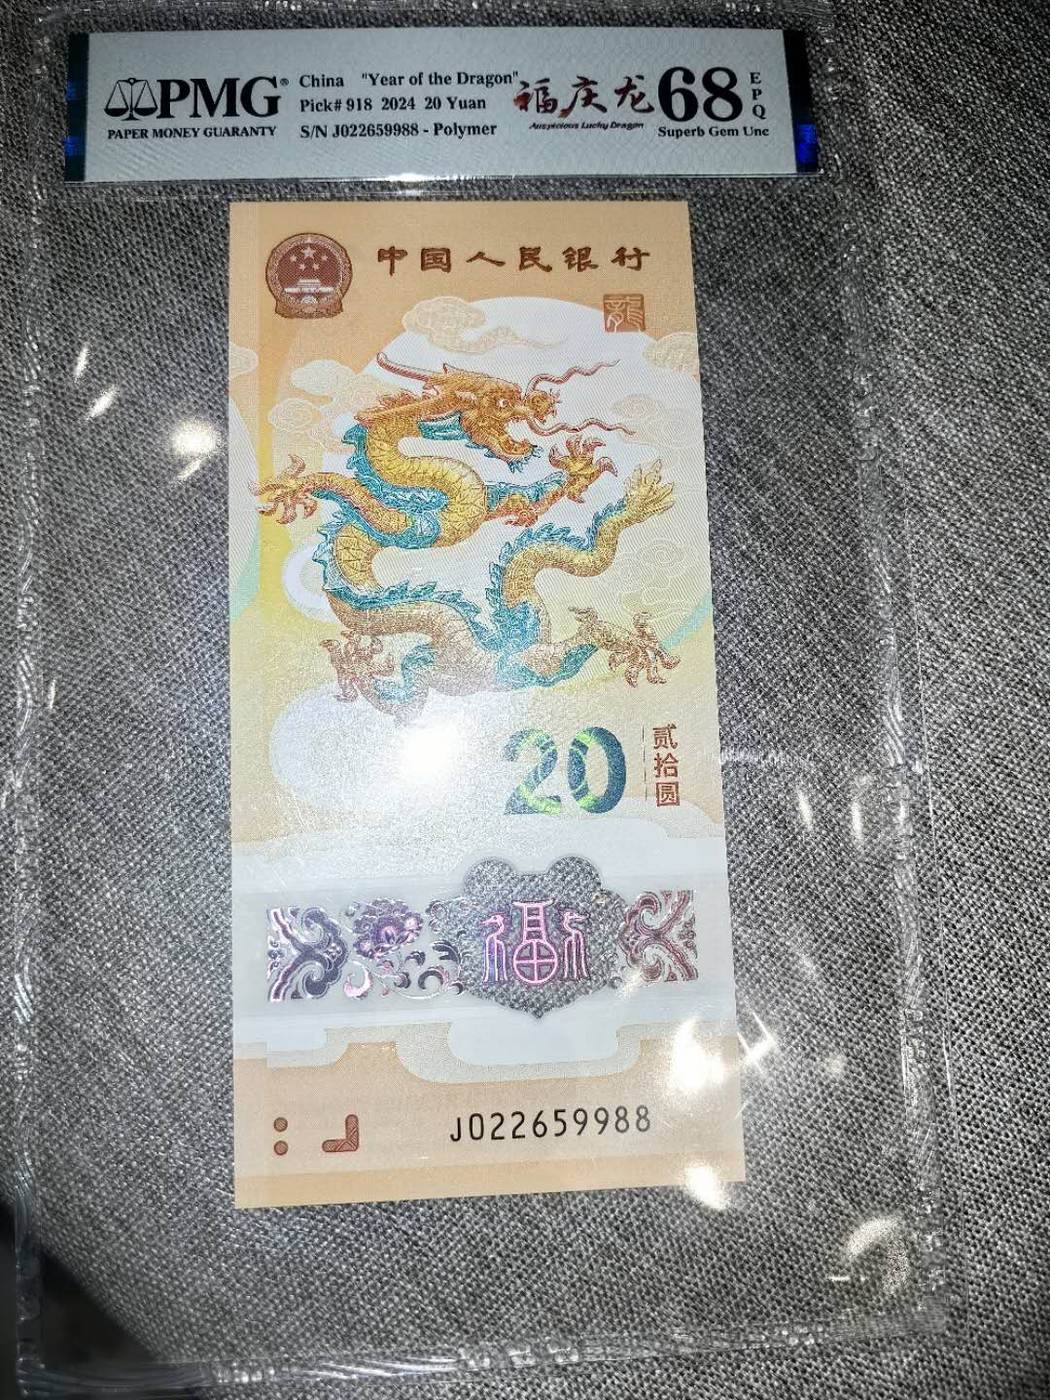 PMG®
PAPER MONEY GUARANTY
China "Year of the Dragon"
Pick# 918 2024 20 Yuan
S/N J022659988 - Polymer
福庆龙
Auspicious Lucky Dragon
68
EPQ
Superb Gem Unc
中国人民银行
龍
20
贰拾圆
福
J022659988